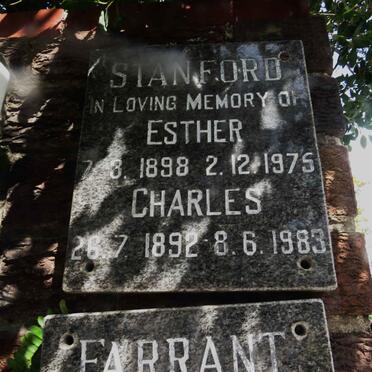 STANFORD
IN LOVING MEMORY OF
ESTHER
7.3. 1898 2.12.1975
CHARLES
26.7. 1892-8.6.1983
FARRANT